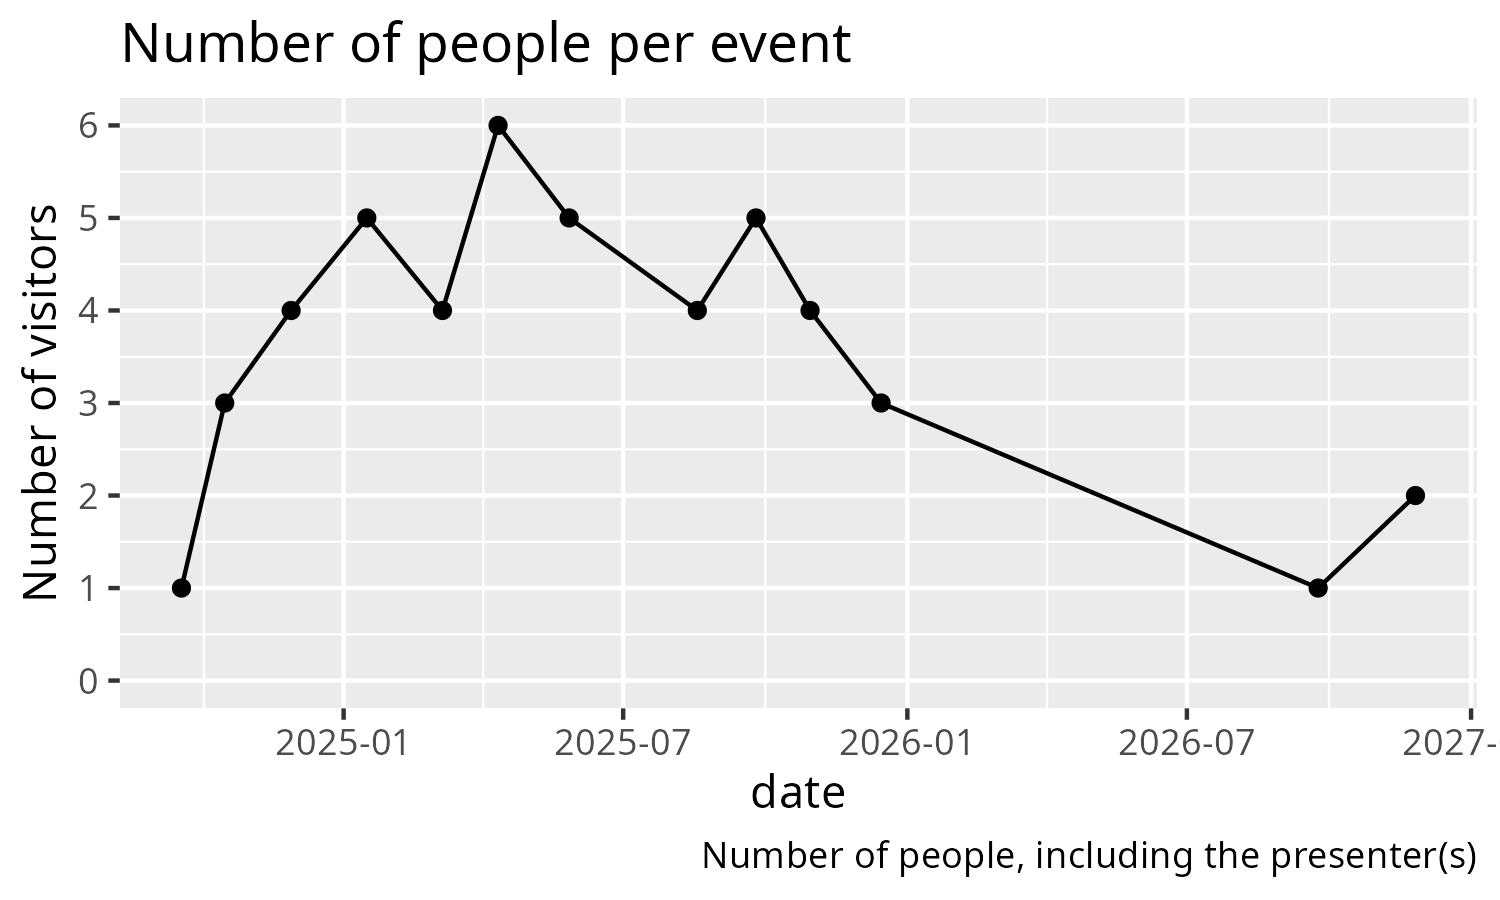 Number of people per event
Number of visitors
6
5
4
3
2
1
0
2025-01 2025-07 2026-01 2026-07 2027-
date
Number of people, including the presenter(s)